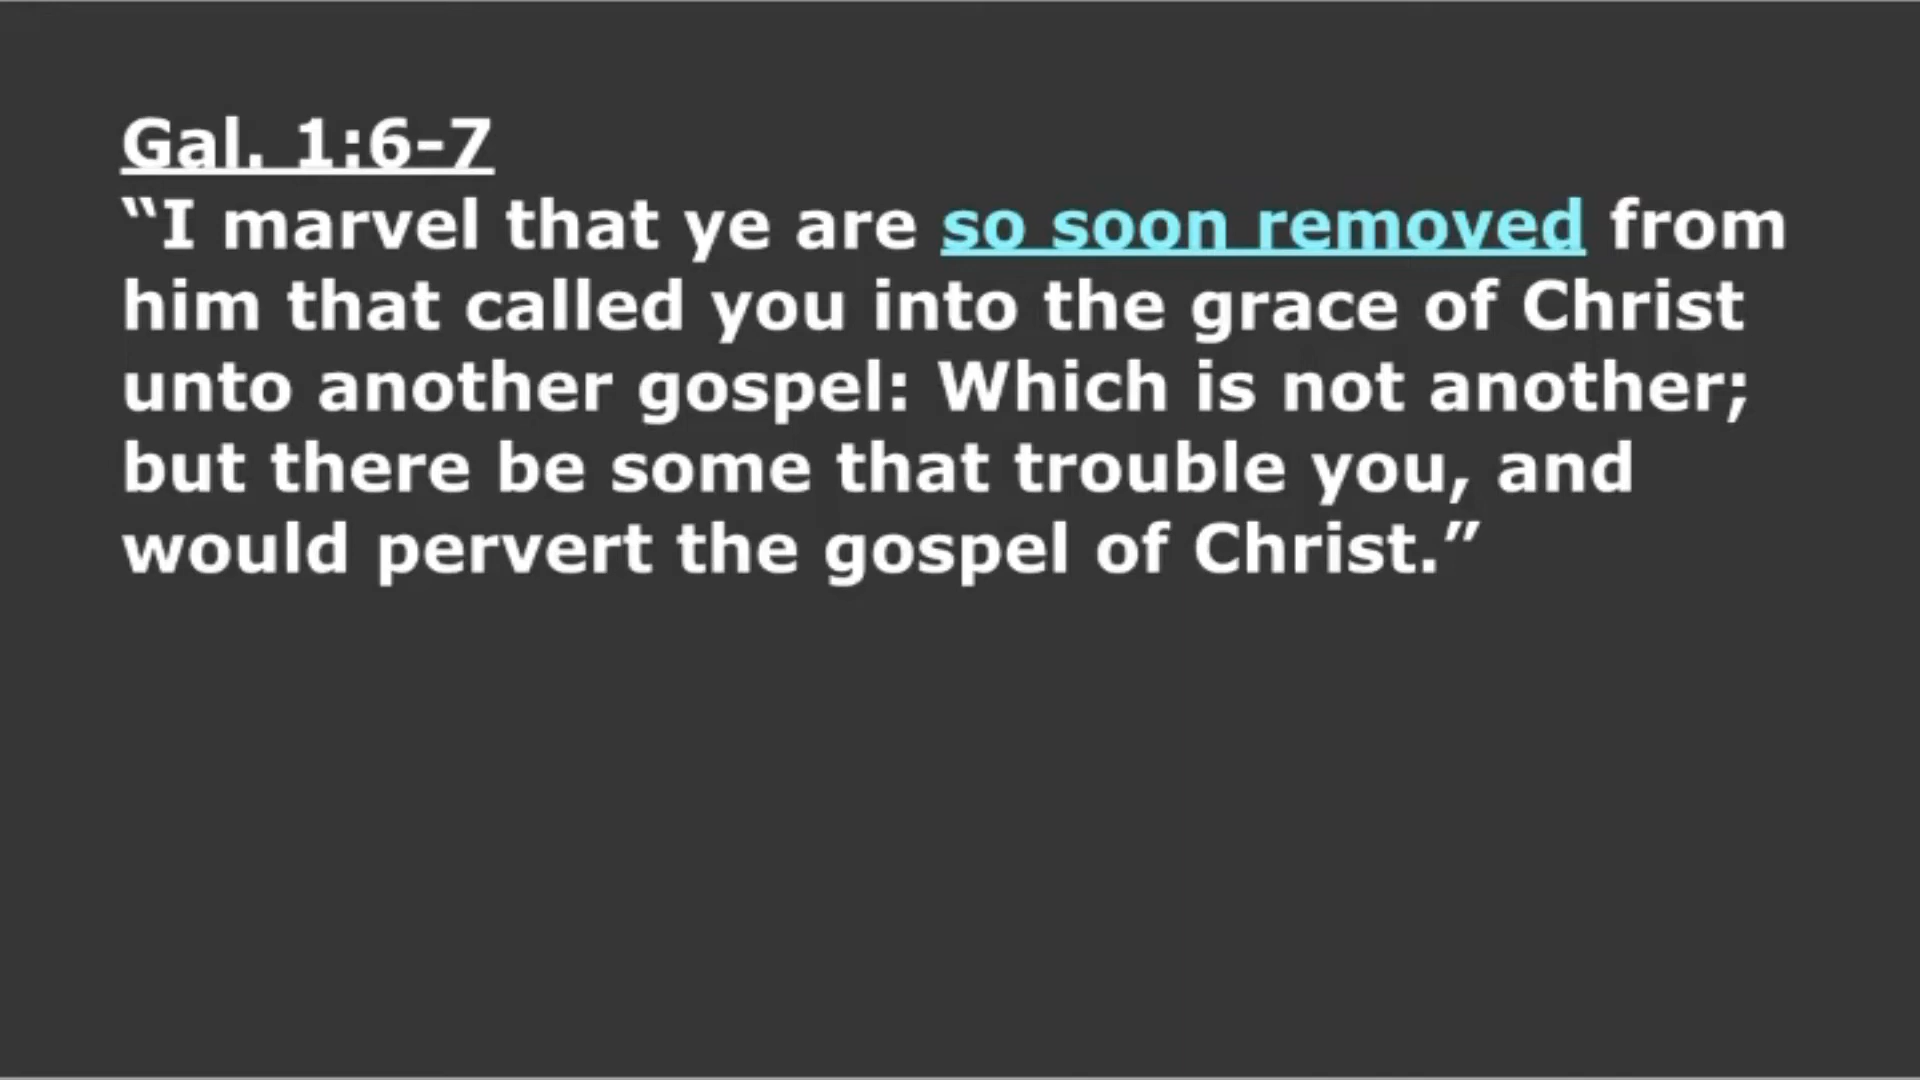 Gal. 1:6-7
“I marvel that ye are so soon removed from
him that called you into the grace of Christ
unto another gospel: Which is not another;
but there be some that trouble you, and
would pervert the gospel of Christ.”